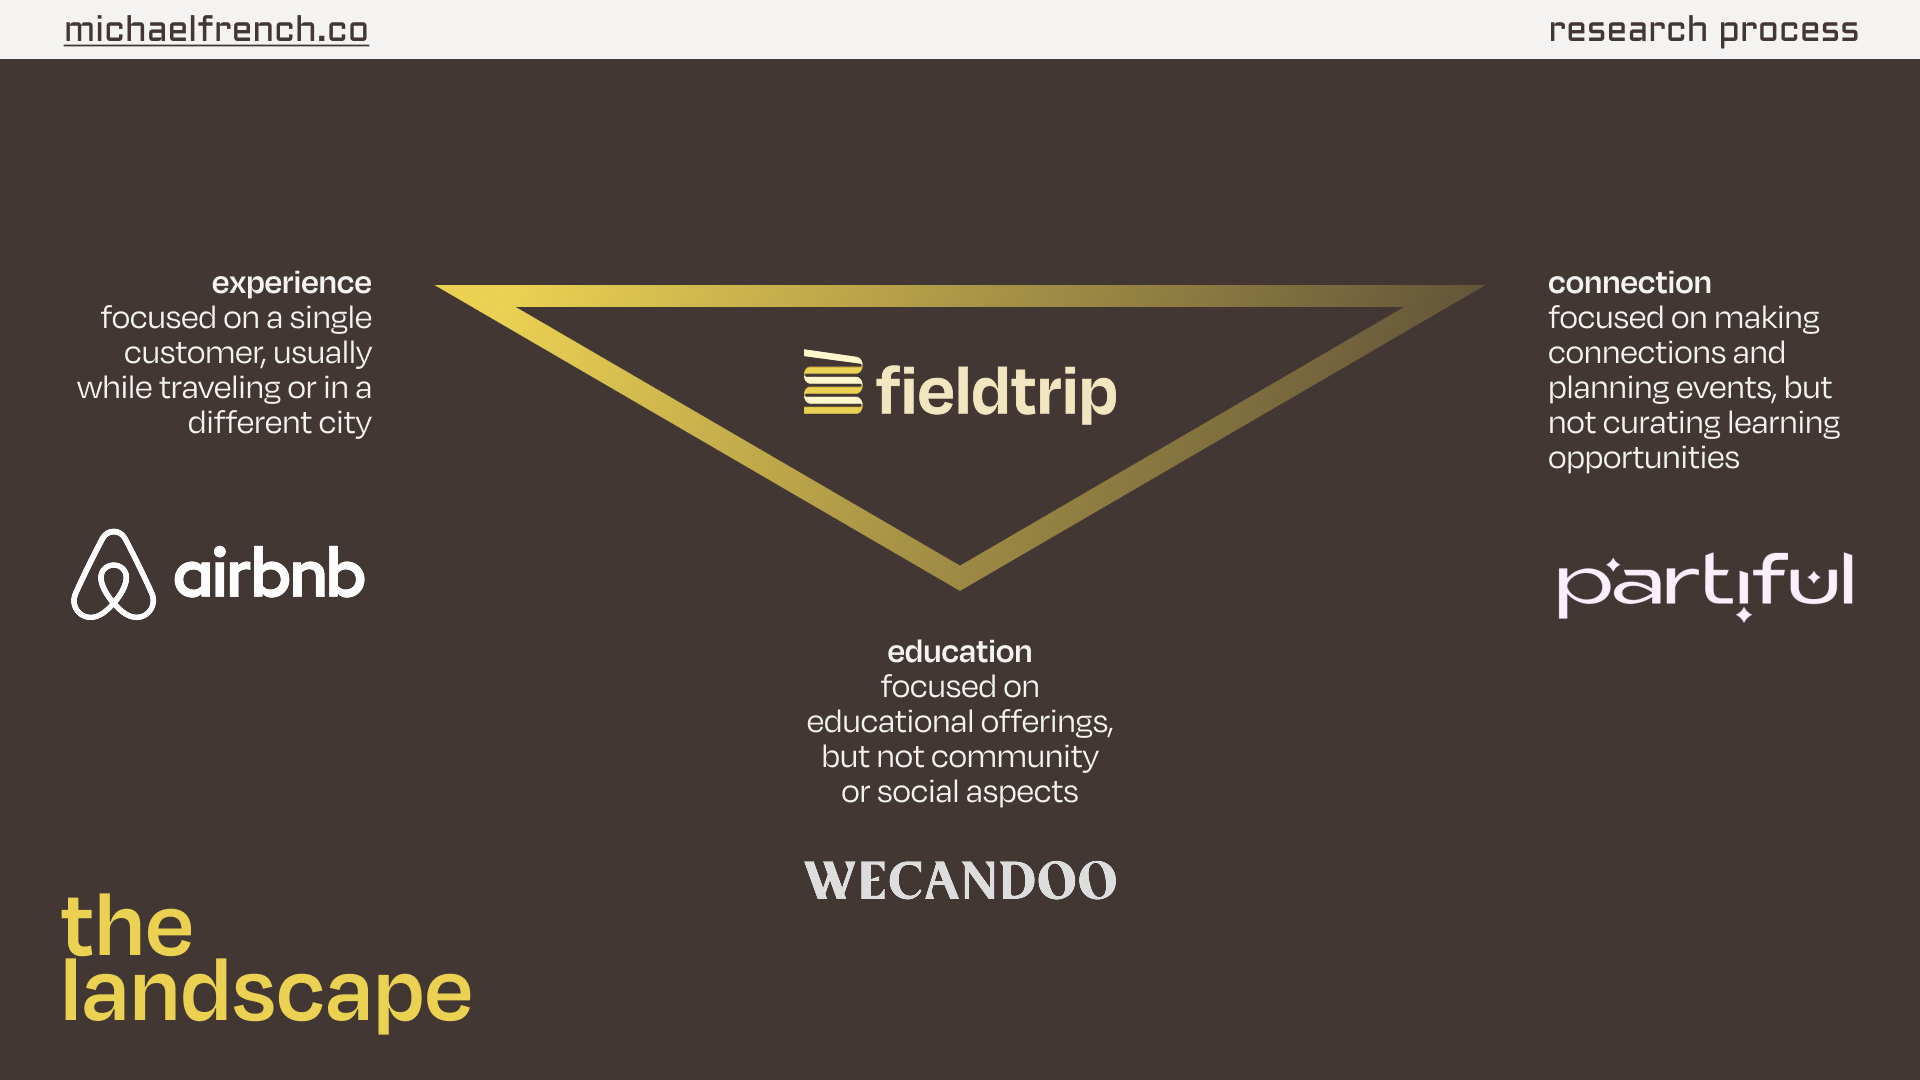 michaelfrench.co
research process
experience
focused on a single
customer, usually
while traveling or in a
different city
airbnb
fieldtrip
connection
focused on making
connections and
planning events, but
not curating learning
opportunities
partiful
education
focused on
educational offerings,
but not community
or social aspects
WECANDOO
the
landscape